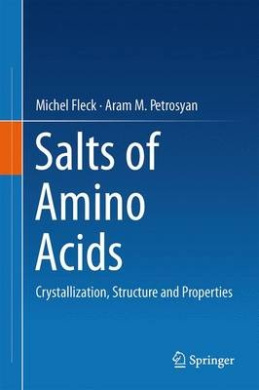 Michel Fleck · Aram M. Petrosyan
Salts of
Amino
Acids
Crystallization, Structure and Properties
Springer